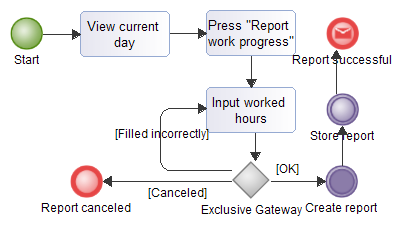 Start
View current
day
Press "Report
work progress"
Report successful
Input worked
hours
[Filled incorrectly]
Store report
[OK]
[Canceled]
Report canceled
Exclusive Gateway
Create report